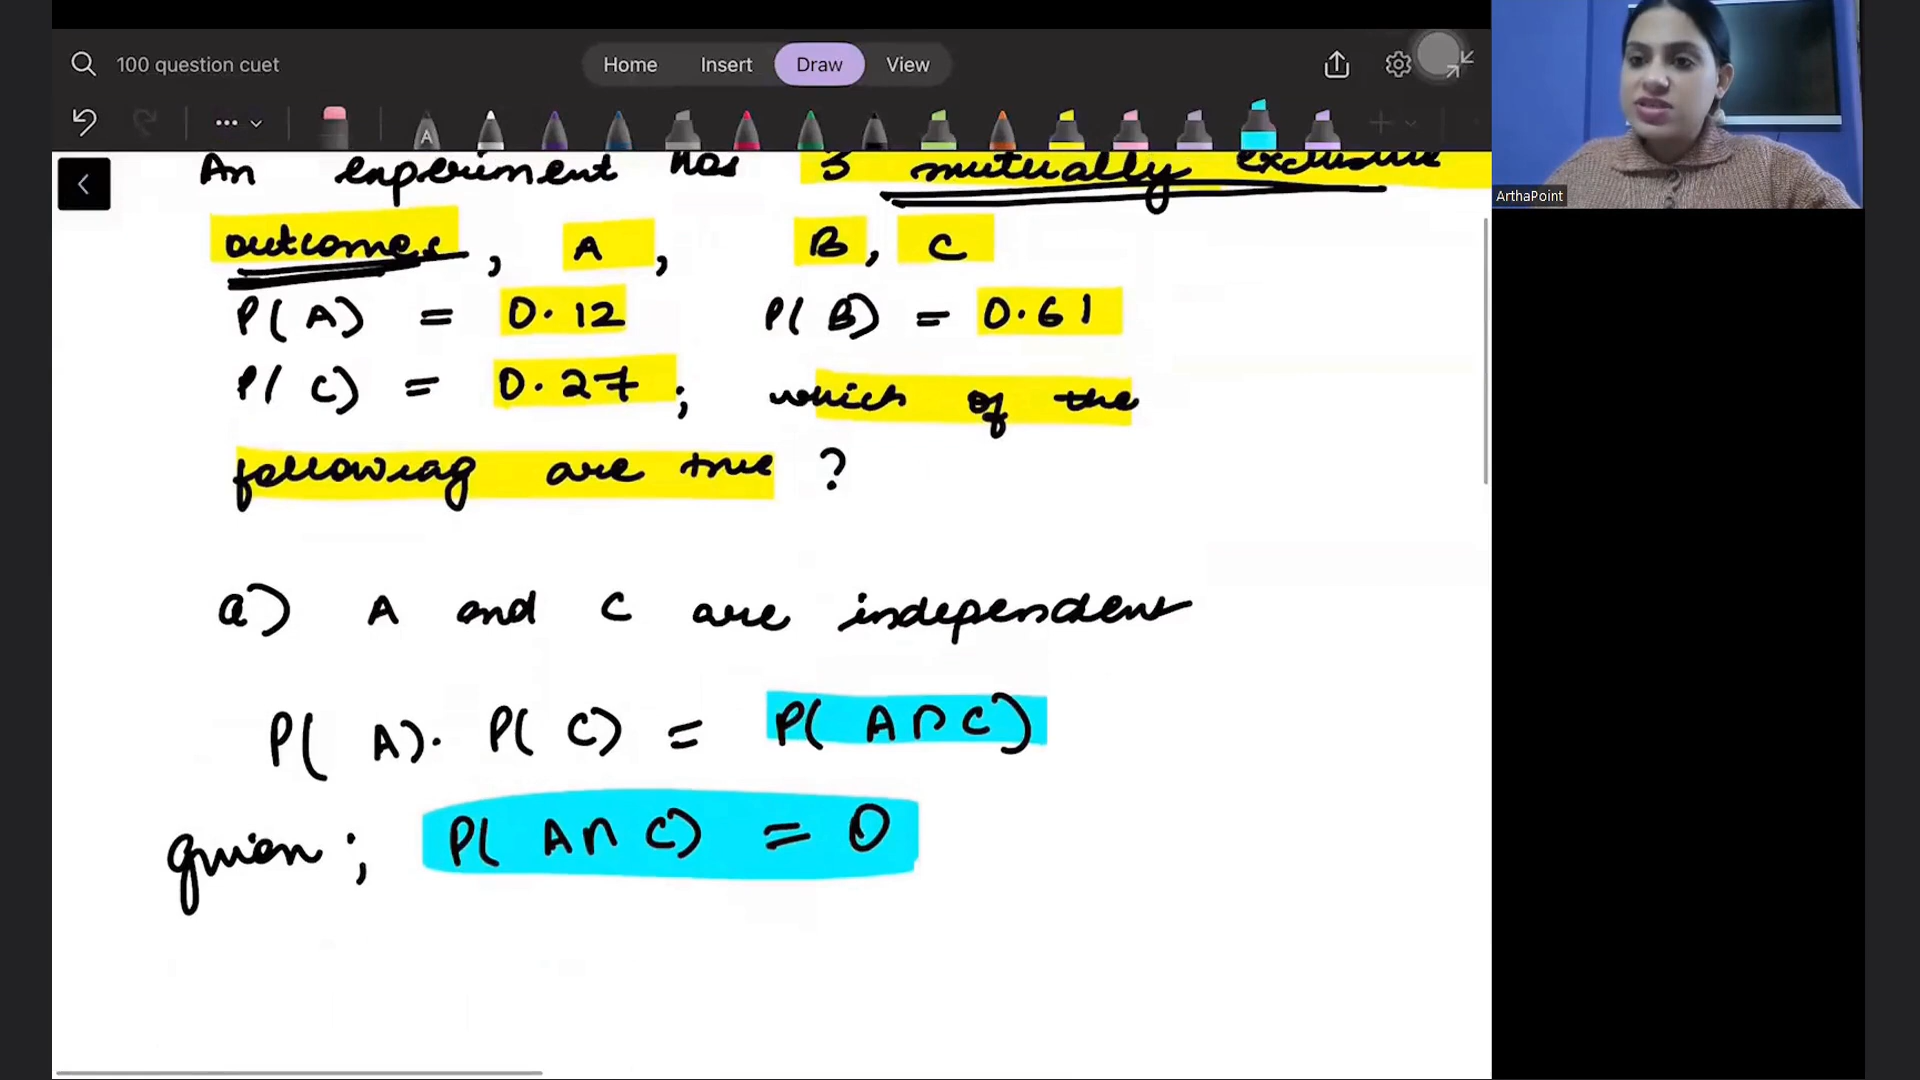 100 question cuet
Home Insert Draw View
A
ArthaPoint
An experiment has 3 mutually exclusive
outcomes, A, B, C
P(A) = 0.12 P(B) = 0.61
P(C) = 0.27; which of the
following are true ?
a) A and C are independent
P(A). P(C) = P(A∩C)
given; P(A∩C) = 0